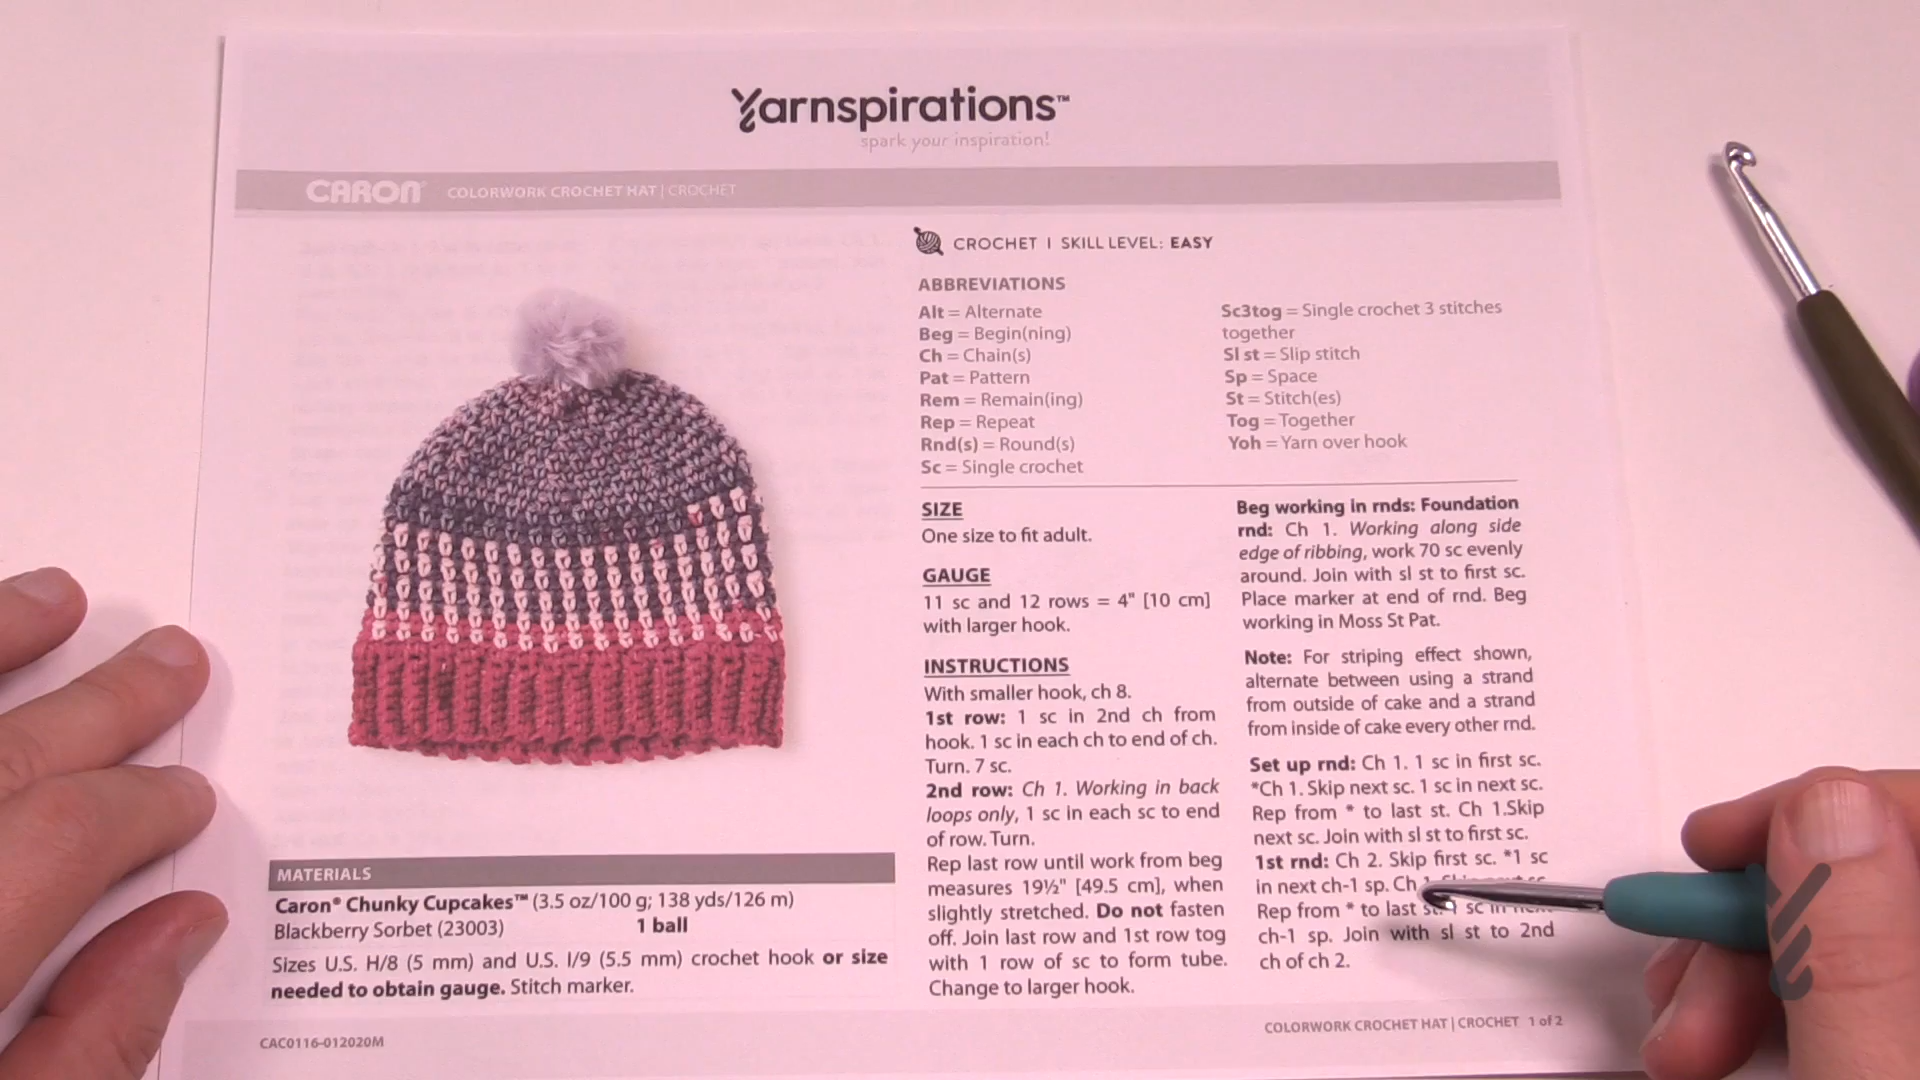 Yarnspirations™
spark your inspiration!
CARON® COLORWORK CROCHET HAT | CROCHET
CROCHET I SKILL LEVEL: EASY
ABBREVIATIONS
Alt = Alternate
Beg = Begin(ning)
Ch = Chain(s)
Pat = Pattern
Rem = Remain(ing)
Rep = Repeat
Rnd(s) = Round(s)
Sc = Single crochet
Sc3tog = Single crochet 3 stitches
together
Sl st = Slip stitch
Sp = Space
St = Stitch(es)
Tog = Together
Yoh = Yarn over hook
MATERIALS
Caron® Chunky Cupcakes™ (3.5 oz/100 g; 138 yds/126 m)
Blackberry Sorbet (23003) 1 ball
Sizes U.S. H/8 (5 mm) and U.S. I/9 (5.5 mm) crochet hook or size
needed to obtain gauge. Stitch marker.
SIZE
One size to fit adult.
GAUGE
11 sc and 12 rows = 4" [10 cm]
with larger hook.
INSTRUCTIONS
With smaller hook, ch 8.
1st row: 1 sc in 2nd ch from
hook. 1 sc in each ch to end of ch.
Turn. 7 sc.
2nd row: Ch 1. Working in back
loops only, 1 sc in each sc to end
of row. Turn.
Rep last row until work from beg
measures 19½" [49.5 cm], when
slightly stretched. Do not fasten
off. Join last row and 1st row tog
with 1 row of sc to form tube.
Change to larger hook.
Beg working in rnds: Foundation
rnd: Ch 1. Working along side
edge of ribbing, work 70 sc evenly
around. Join with sl st to first sc.
Place marker at end of rnd. Beg
working in Moss St Pat.
Note: For striping effect shown,
alternate between using a strand
from outside of cake and a strand
from inside of cake every other rnd.
Set up rnd: Ch 1. 1 sc in first sc.
*Ch 1. Skip next sc. 1 sc in next sc.
Rep from * to last st. Ch 1.Skip
next sc. Join with sl st to first sc.
1st rnd: Ch 2. Skip first sc. *1 sc
in next ch-1 sp. Ch
Rep from * to last st. 1 sc in
ch-1 sp. Join with sl st to 2nd
ch of ch 2.
CAC0116-012020M
COLORWORK CROCHET HAT | CROCHET 1 of 2